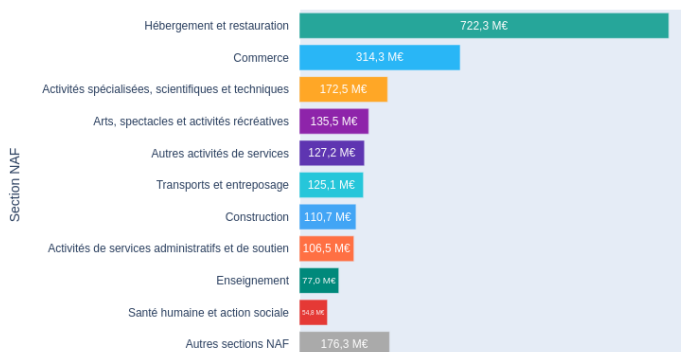 Section NAF
Hébergement et restauration 722,3 M€
Commerce 314,3 M€
Activités spécialisées, scientifiques et techniques 172,5 M€
Arts, spectacles et activités récréatives 135,5 M€
Autres activités de services 127,2 M€
Transports et entreposage 125,1 M€
Construction 110,7 M€
Activités de services administratifs et de soutien 106,5 M€
Enseignement 77,0 M€
Santé humaine et action sociale 54,8 M€
Autres sections NAF 176,3 M€